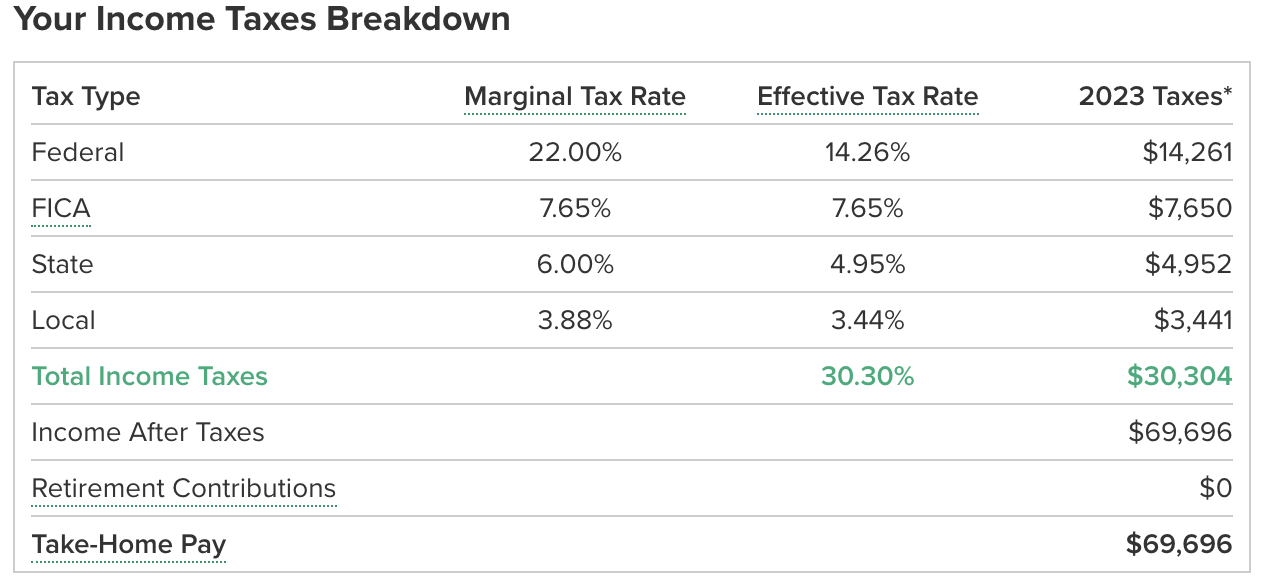 Your Income Taxes Breakdown
Tax Type Marginal Tax Rate Effective Tax Rate 2023 Taxes*
Federal 22.00% 14.26% $14,261
FICA 7.65% 7.65% $7,650
State 6.00% 4.95% $4,952
Local 3.88% 3.44% $3,441
Total Income Taxes 30.30% $30,304
Income After Taxes $69,696
Retirement Contributions $0
Take-Home Pay $69,696